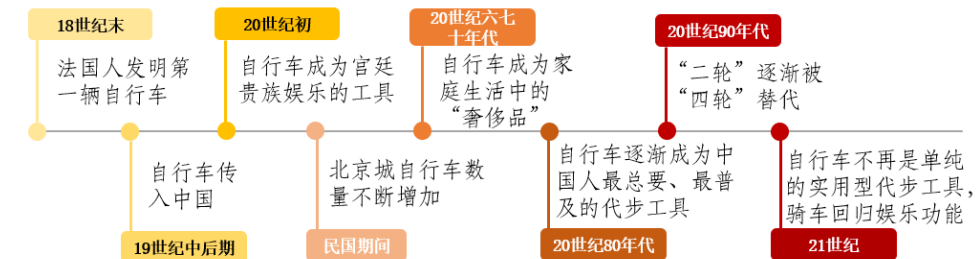 18世纪末
法国人发明第
一辆自行车
自行车传
入中国
19世纪中后期
20世纪初
自行车成为宫廷
贵族娱乐的工具
北京城自行车数
量不断增加
民国期间
20世纪六七
十年代
自行车成为家
庭生活中的
“奢侈品”
自行车逐渐成为中
国人最总要、最普
及的代步工具
20世纪80年代
20世纪90年代
“二轮”逐渐被
“四轮”替代
自行车不再是单纯
的实用型代步工具，
骑车回归娱乐功能
21世纪